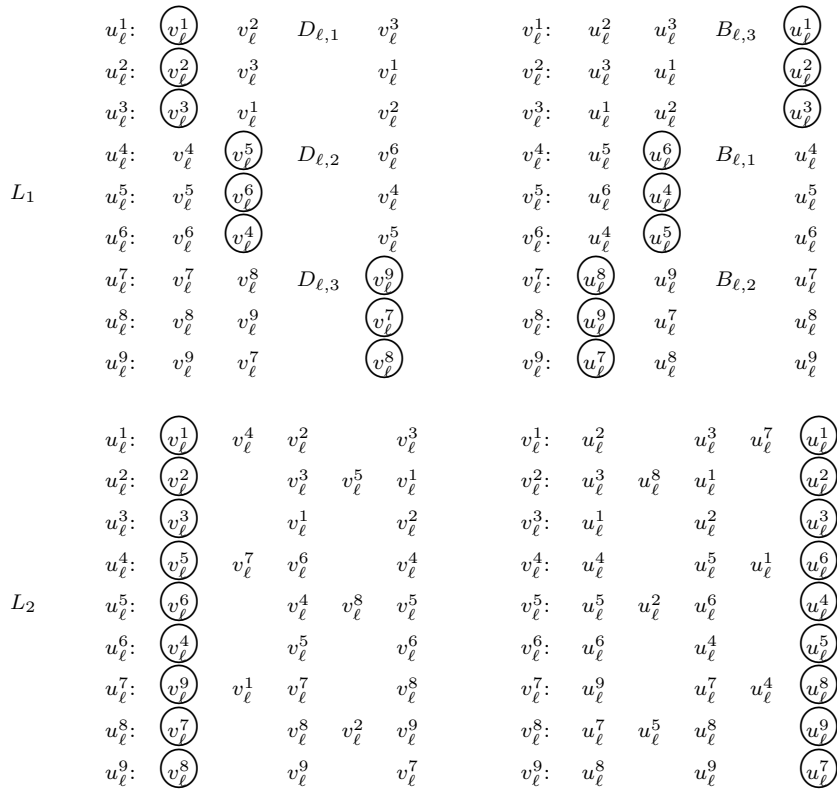 u_ℓ^1: v_ℓ^1 v_ℓ^2 D_{ℓ,1} v_ℓ^3 v_ℓ^1: u_ℓ^2 u_ℓ^3 B_{ℓ,3} u_ℓ^1
u_ℓ^2: v_ℓ^2 v_ℓ^3 v_ℓ^1 v_ℓ^2: u_ℓ^3 u_ℓ^1 u_ℓ^2
u_ℓ^3: v_ℓ^3 v_ℓ^1 v_ℓ^2 v_ℓ^3: u_ℓ^1 u_ℓ^2 u_ℓ^3
u_ℓ^4: v_ℓ^4 v_ℓ^5 D_{ℓ,2} v_ℓ^6 v_ℓ^4: u_ℓ^5 u_ℓ^6 B_{ℓ,1} u_ℓ^4
L_1 u_ℓ^5: v_ℓ^5 v_ℓ^6 v_ℓ^4 v_ℓ^5: u_ℓ^6 u_ℓ^4 u_ℓ^5
u_ℓ^6: v_ℓ^6 v_ℓ^4 v_ℓ^5 v_ℓ^6: u_ℓ^4 u_ℓ^5 u_ℓ^6
u_ℓ^7: v_ℓ^7 v_ℓ^8 D_{ℓ,3} v_ℓ^9 v_ℓ^7: u_ℓ^8 u_ℓ^9 B_{ℓ,2} u_ℓ^7
u_ℓ^8: v_ℓ^8 v_ℓ^9 v_ℓ^7 v_ℓ^8: u_ℓ^9 u_ℓ^7 u_ℓ^8
u_ℓ^9: v_ℓ^9 v_ℓ^7 v_ℓ^8 v_ℓ^9: u_ℓ^7 u_ℓ^8 u_ℓ^9
u_ℓ^1: v_ℓ^1 v_ℓ^4 v_ℓ^2 v_ℓ^3 v_ℓ^1: u_ℓ^2 u_ℓ^3 u_ℓ^7 u_ℓ^1
u_ℓ^2: v_ℓ^2 v_ℓ^3 v_ℓ^5 v_ℓ^1 v_ℓ^2: u_ℓ^3 u_ℓ^8 u_ℓ^1 u_ℓ^2
u_ℓ^3: v_ℓ^3 v_ℓ^1 v_ℓ^2 v_ℓ^3: u_ℓ^1 u_ℓ^2 u_ℓ^3
u_ℓ^4: v_ℓ^5 v_ℓ^7 v_ℓ^6 v_ℓ^4 v_ℓ^4: u_ℓ^4 u_ℓ^5 u_ℓ^1 u_ℓ^6
L_2 u_ℓ^5: v_ℓ^6 v_ℓ^4 v_ℓ^8 v_ℓ^5 v_ℓ^5: u_ℓ^5 u_ℓ^2 u_ℓ^6 u_ℓ^4
u_ℓ^6: v_ℓ^4 v_ℓ^5 v_ℓ^6 v_ℓ^6: u_ℓ^6 u_ℓ^4 u_ℓ^5
u_ℓ^7: v_ℓ^9 v_ℓ^1 v_ℓ^7 v_ℓ^8 v_ℓ^7: u_ℓ^9 u_ℓ^7 u_ℓ^4 u_ℓ^8
u_ℓ^8: v_ℓ^7 v_ℓ^8 v_ℓ^2 v_ℓ^9 v_ℓ^8: u_ℓ^7 u_ℓ^5 u_ℓ^8 u_ℓ^9
u_ℓ^9: v_ℓ^8 v_ℓ^9 v_ℓ^7 v_ℓ^9: u_ℓ^8 u_ℓ^9 u_ℓ^7